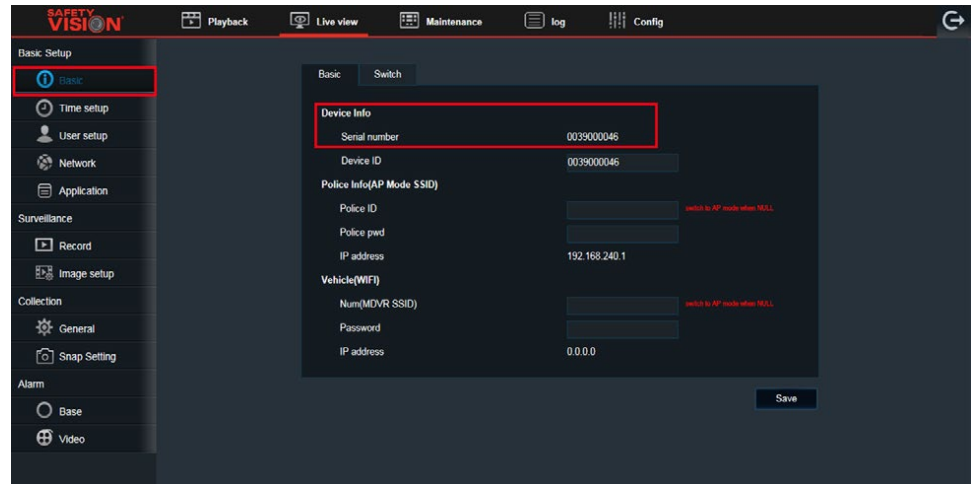 SAFETY
VISION
Playback
Live view
Maintenance
log
Config
Basic Setup
Basic
Time setup
User setup
Network
Application
Surveillance
Record
Image setup
Collection
General
Snap Setting
Alarm
Base
Video
Basic Switch
Device Info
Serial number 0039000046
Device ID 0039000046
Police Info(AP Mode SSID)
Police ID switch to AP mode when NULL
Police pwd
IP address 192.168.240.1
Vehicle(WIFI)
Num(MDVR SSID) switch to AP mode when NULL
Password
IP address 0.0.0.0
Save